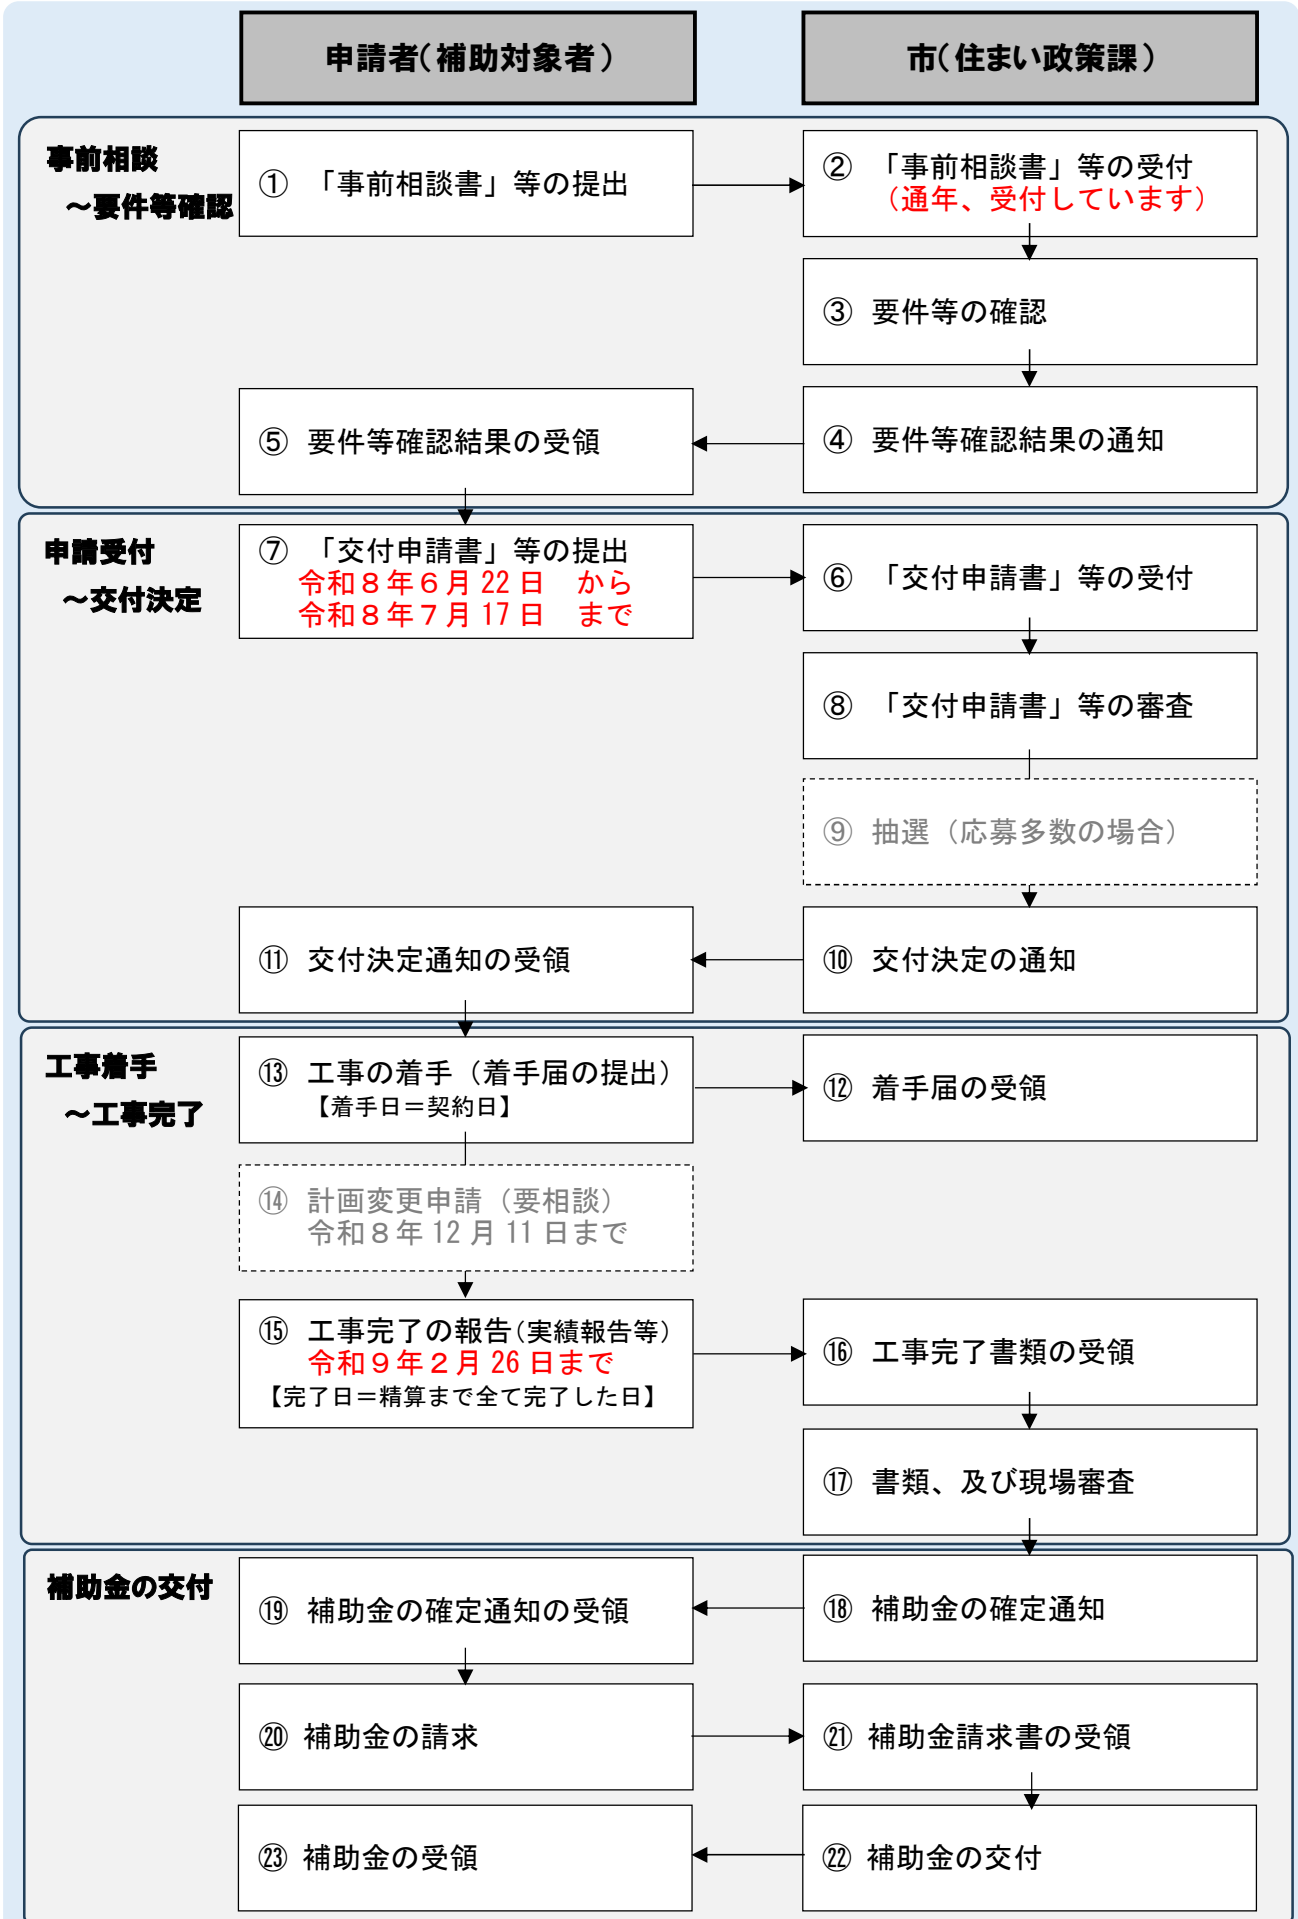 申請者（補助対象者）
市（住まい政策課）
事前相談
～要件等確認
① 「事前相談書」等の提出
② 「事前相談書」等の受付
（通年、受付しています）
③ 要件等の確認
④ 要件等確認結果の通知
⑤ 要件等確認結果の受領
申請受付
～交付決定
⑦ 「交付申請書」等の提出
令和８年６月22日 から
令和８年７月17日 まで
⑥ 「交付申請書」等の受付
⑧ 「交付申請書」等の審査
⑨ 抽選（応募多数の場合）
⑩ 交付決定の通知
⑪ 交付決定通知の受領
工事着手
～工事完了
⑬ 工事の着手（着手届の提出）
【着手日＝契約日】
⑫ 着手届の受領
⑭ 計画変更申請（要相談）
令和８年12月11日まで
⑮ 工事完了の報告（実績報告等）
令和９年２月26日まで
【完了日＝精算まで全て完了した日】
⑯ 工事完了書類の受領
⑰ 書類、及び現場審査
補助金の交付
⑱ 補助金の確定通知
⑲ 補助金の確定通知の受領
⑳ 補助金の請求
㉑ 補助金請求書の受領
㉒ 補助金の交付
㉓ 補助金の受領